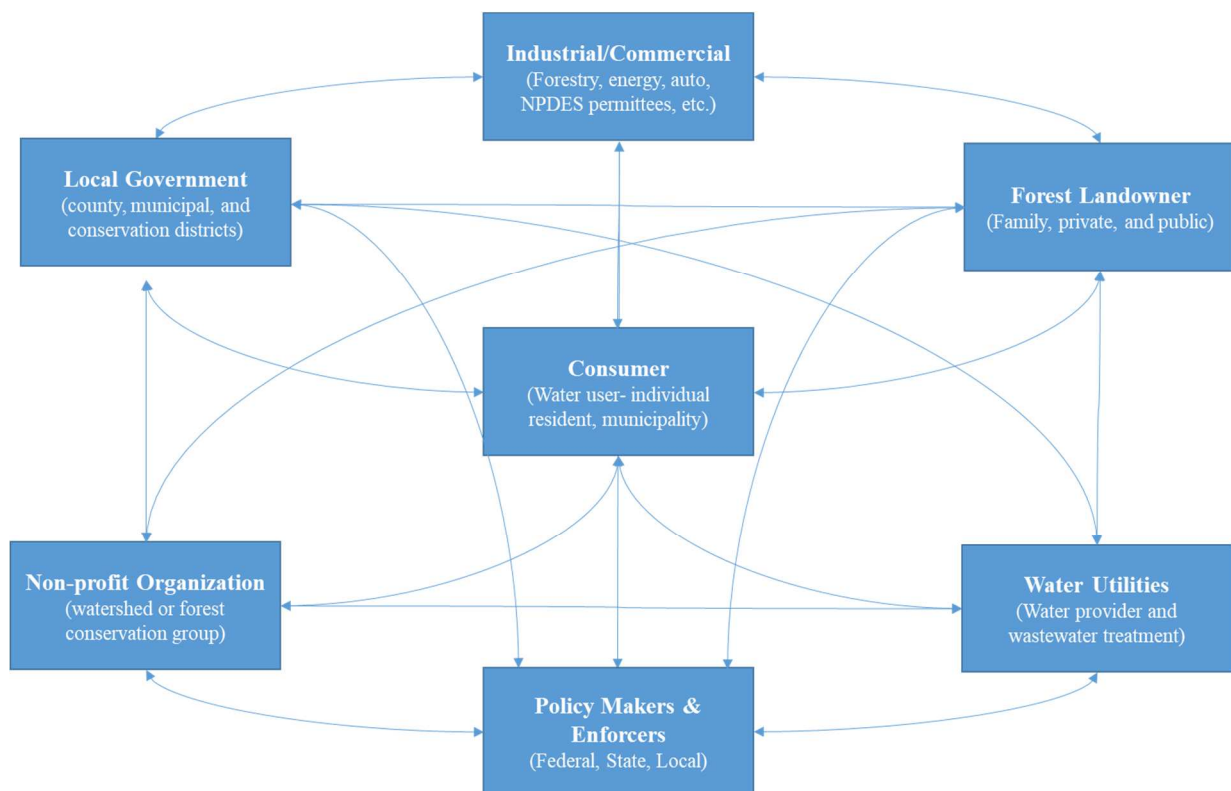 Industrial/Commercial
(Forestry, energy, auto,
NPDES permittees, etc.)
Local Government
(county, municipal, and
conservation districts)
Forest Landowner
(Family, private, and public)
Consumer
(Water user- individual
resident, municipality)
Non-profit Organization
(watershed or forest
conservation group)
Water Utilities
(Water provider and
wastewater treatment)
Policy Makers &
Enforcers
(Federal, State, Local)